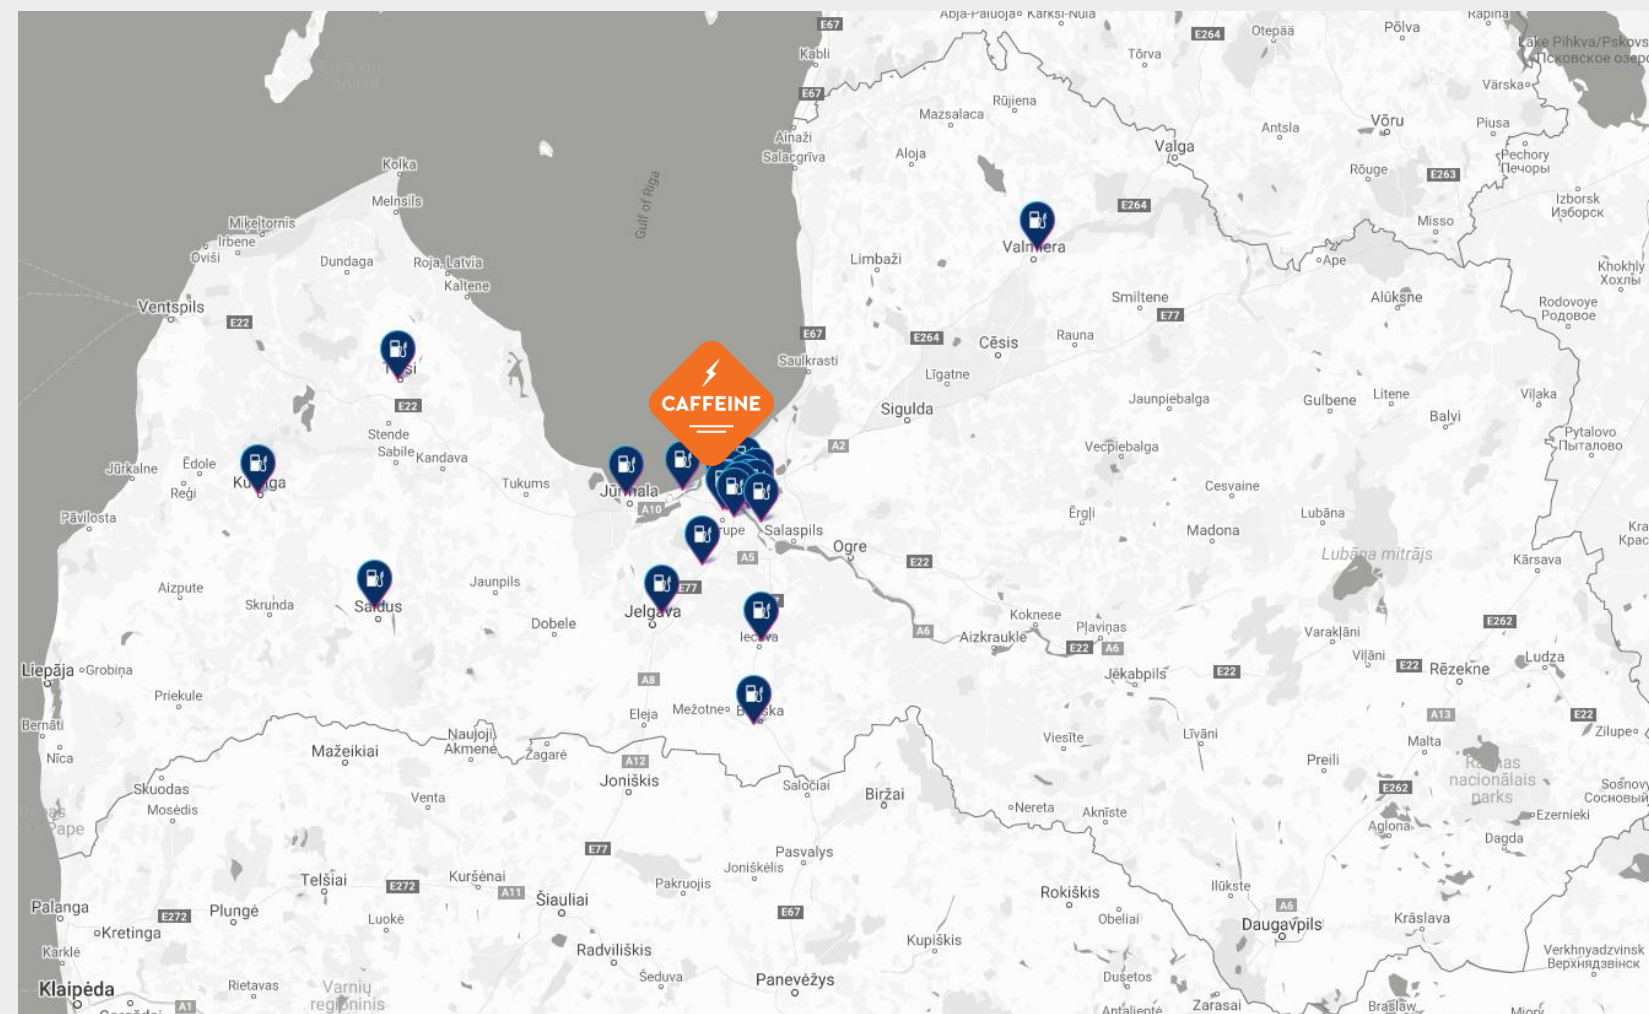 E67
Abja-Paluoja
Karksi-Nuia
Räpina
E264
Otepää
Põlva
Kabli
Tõrva
Lake Pihkva/Pskovs
Псковское озеро
Värska
E67
Mazsalaca
Rūjiena
Ainaži
Salacgrīva
Aloja
Antsla
Võru
Piusa
Valga
Pechory
Печоры
Kolka
Rõuge
E263
Melnsils
Gulf of Riga
E264
Izborsk
Изборск
Miķeļtornis
Irbene
Oviši
Misso
Valmiera
Dundaga
Roja, Latvia
Limbaži
Ape
Khokhly
Хохлы
Kaltene
Ventspils
Smiltene
Alūksne
Rodovoye
Родовое
E22
E77
E67
E264
Cēsis
Rauna
Saulkrasti
Līgatne
CAFFEINE
E22
Sigulda
Jaunpiebalga
Gulbene
Litene
Viļaka
Balvi
Stende
Sabile
Kandava
A2
Vecpiebalga
Pytalovo
Пыталово
Jūrkalne
Ēdole
Reģi
Tukums
A10
Cesvaine
Pāvilosta
Salaspils
Ērgļi
Lubāna
Madona
Ogre
A5
E22
Lubāna mitrājs
Kārsava
Aizpute
Skrunda
Saldus
Jaunpils
E77
Jelgava
Dobele
Koknese
Pļaviņas
A6
Aizkraukle
E22
A6
E262
Varakļāni
Viļāni
E22
Rēzekne
Ludza
Liepāja
Grobiņa
A8
Jēkabpils
E22
Priekule
Mežotne
Eleja
A13
E22
Zilupe
Bernāti
Nīca
Naujoji
Akmenė
Žagarė
Mažeikiai
A12
Viesīte
Līvāni
Malta
Preili
Joniškis
Saločiai
Biržai
nacionālais
parks
E262
Skuodas
Mosėdis
Venta
Nereta
Aknīste
Aglona
Ezernieki
Dagda
Pape
E77
Pasvalys
Joniškėlis
Pakruojis
Telšiai
E272
Kuršėnai
A11
Šiauliai
Rokiškis
Obeliai
Ilūkste
A6
Daugavpils
Krāslava
Palanga
E272
Plungė
Luokė
E67
Kretinga
Karklė
Radviliškis
Kupiškis
Verkhnyadzvinsk
Верхнядзвінск
Šeduva
Panevėžys
Dusetos
Klaipėda
A1
Rietavas
Varnių
regioninis
Antalieptė
Zarasai
Braslaw